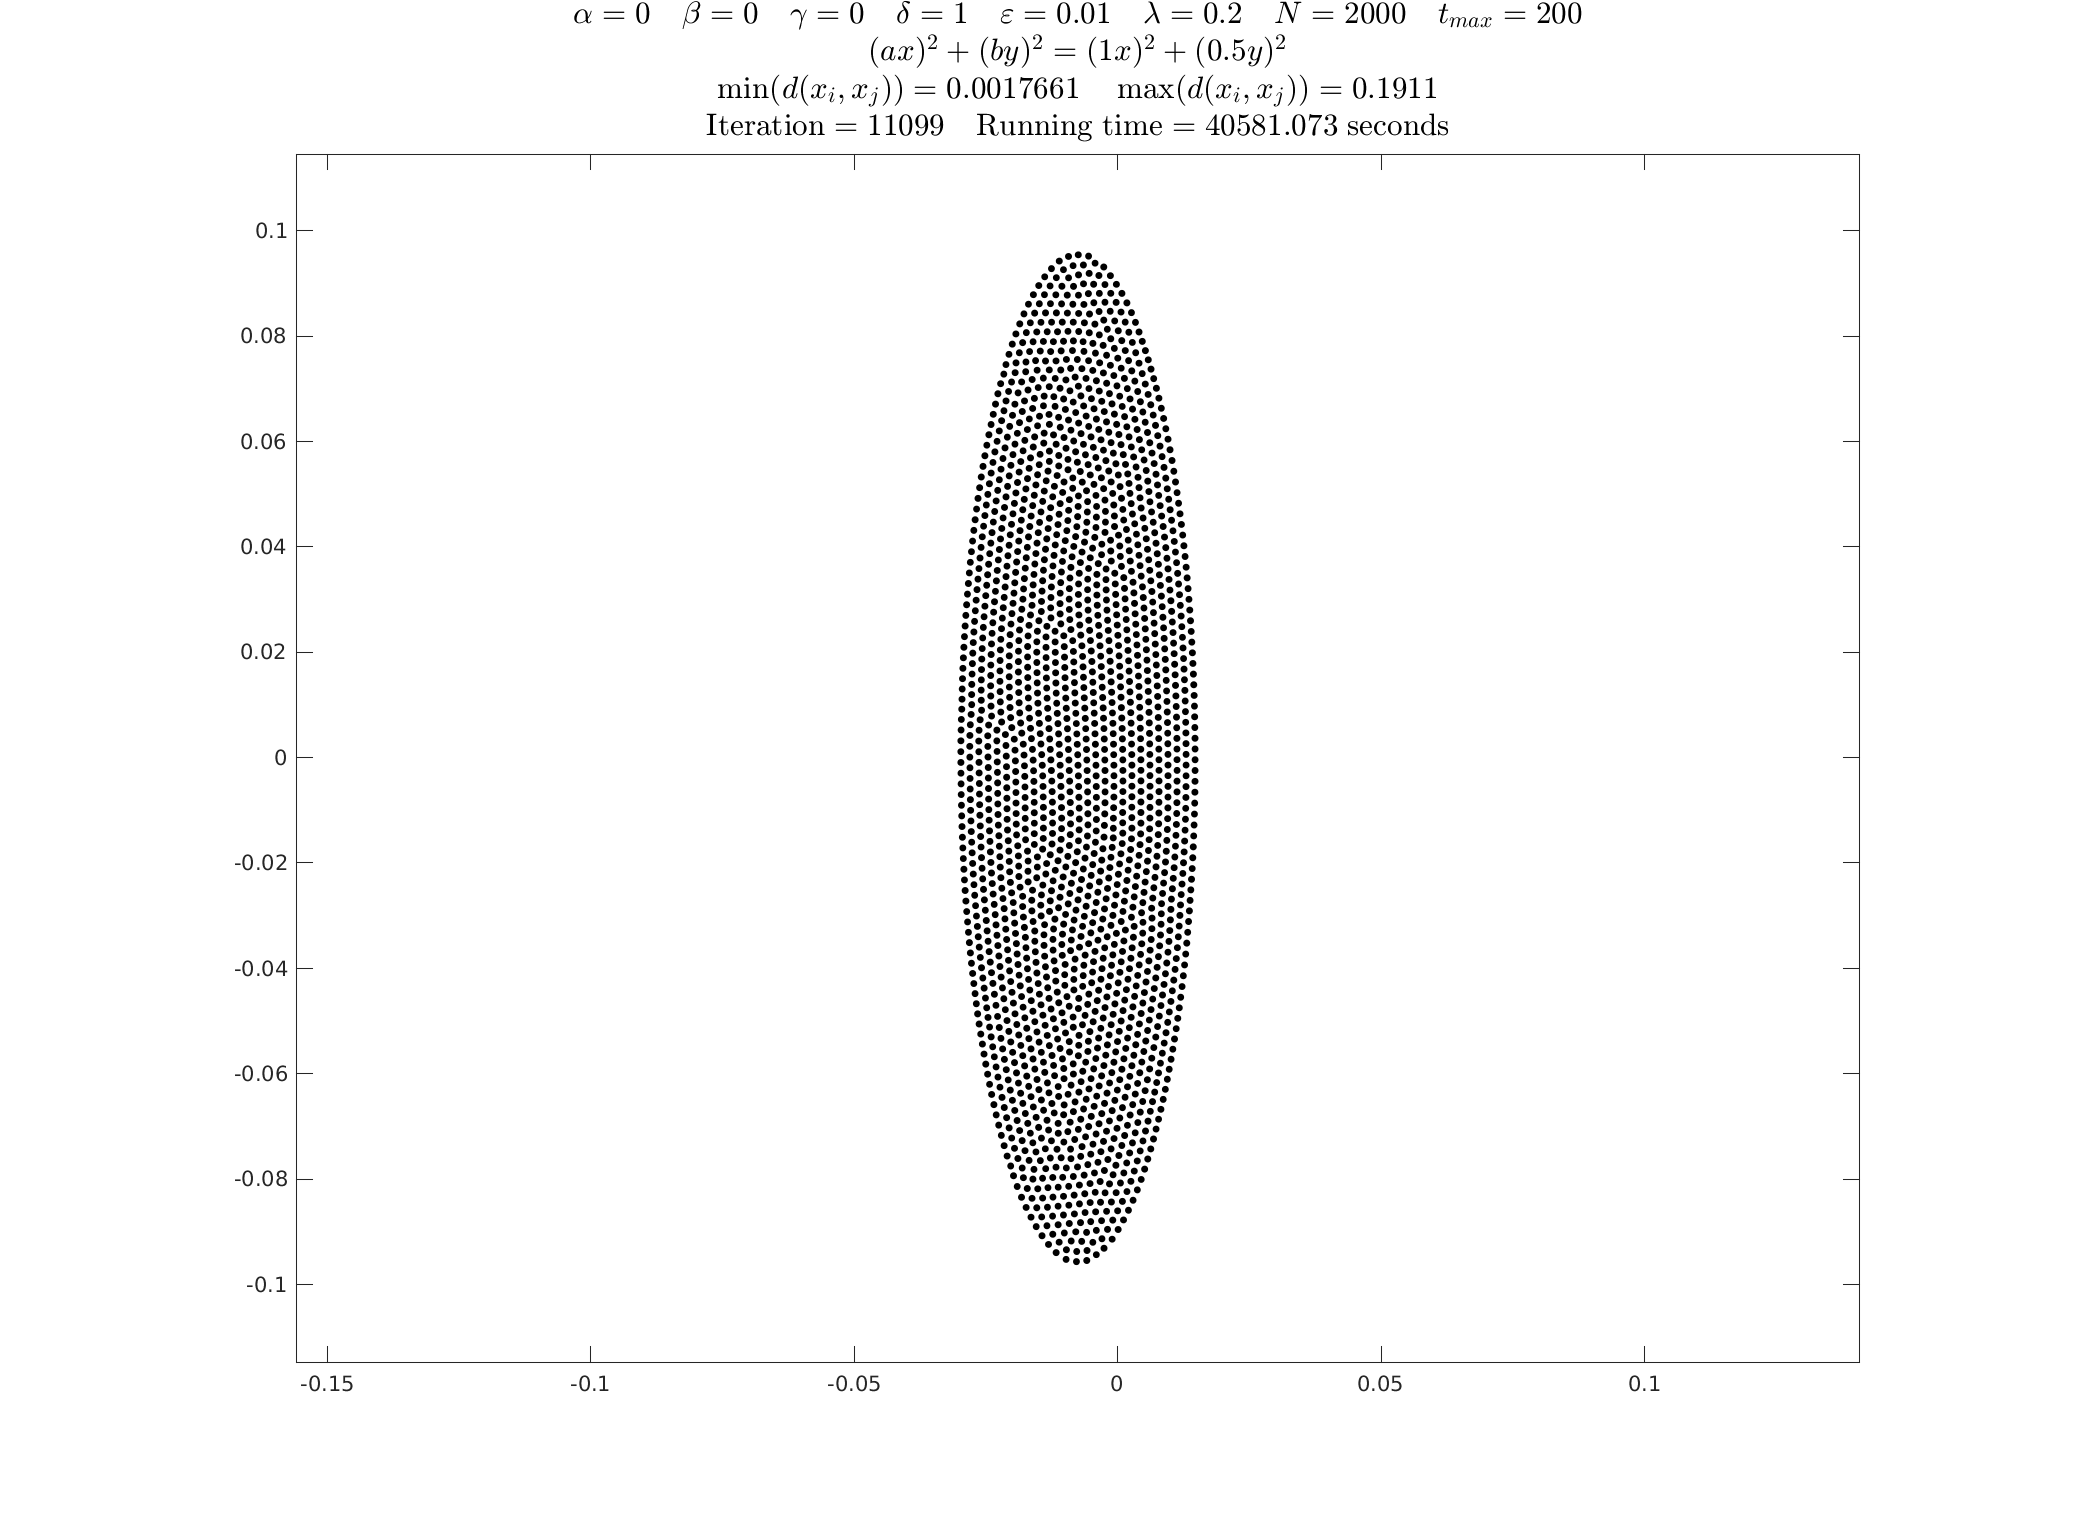 α = 0 β = 0 γ = 0 δ = 1 ε = 0.01 λ = 0.2 N = 2000 t_{max} = 200
(ax)² + (by)² = (1x)² + (0.5y)²
min(d(x_i, x_j)) = 0.0017661 max(d(x_i, x_j)) = 0.1911
Iteration = 11099 Running time = 40581.073 seconds
0.1
0.08
0.06
0.04
0.02
0
-0.02
-0.04
-0.06
-0.08
-0.1
-0.15 -0.1 -0.05 0 0.05 0.1